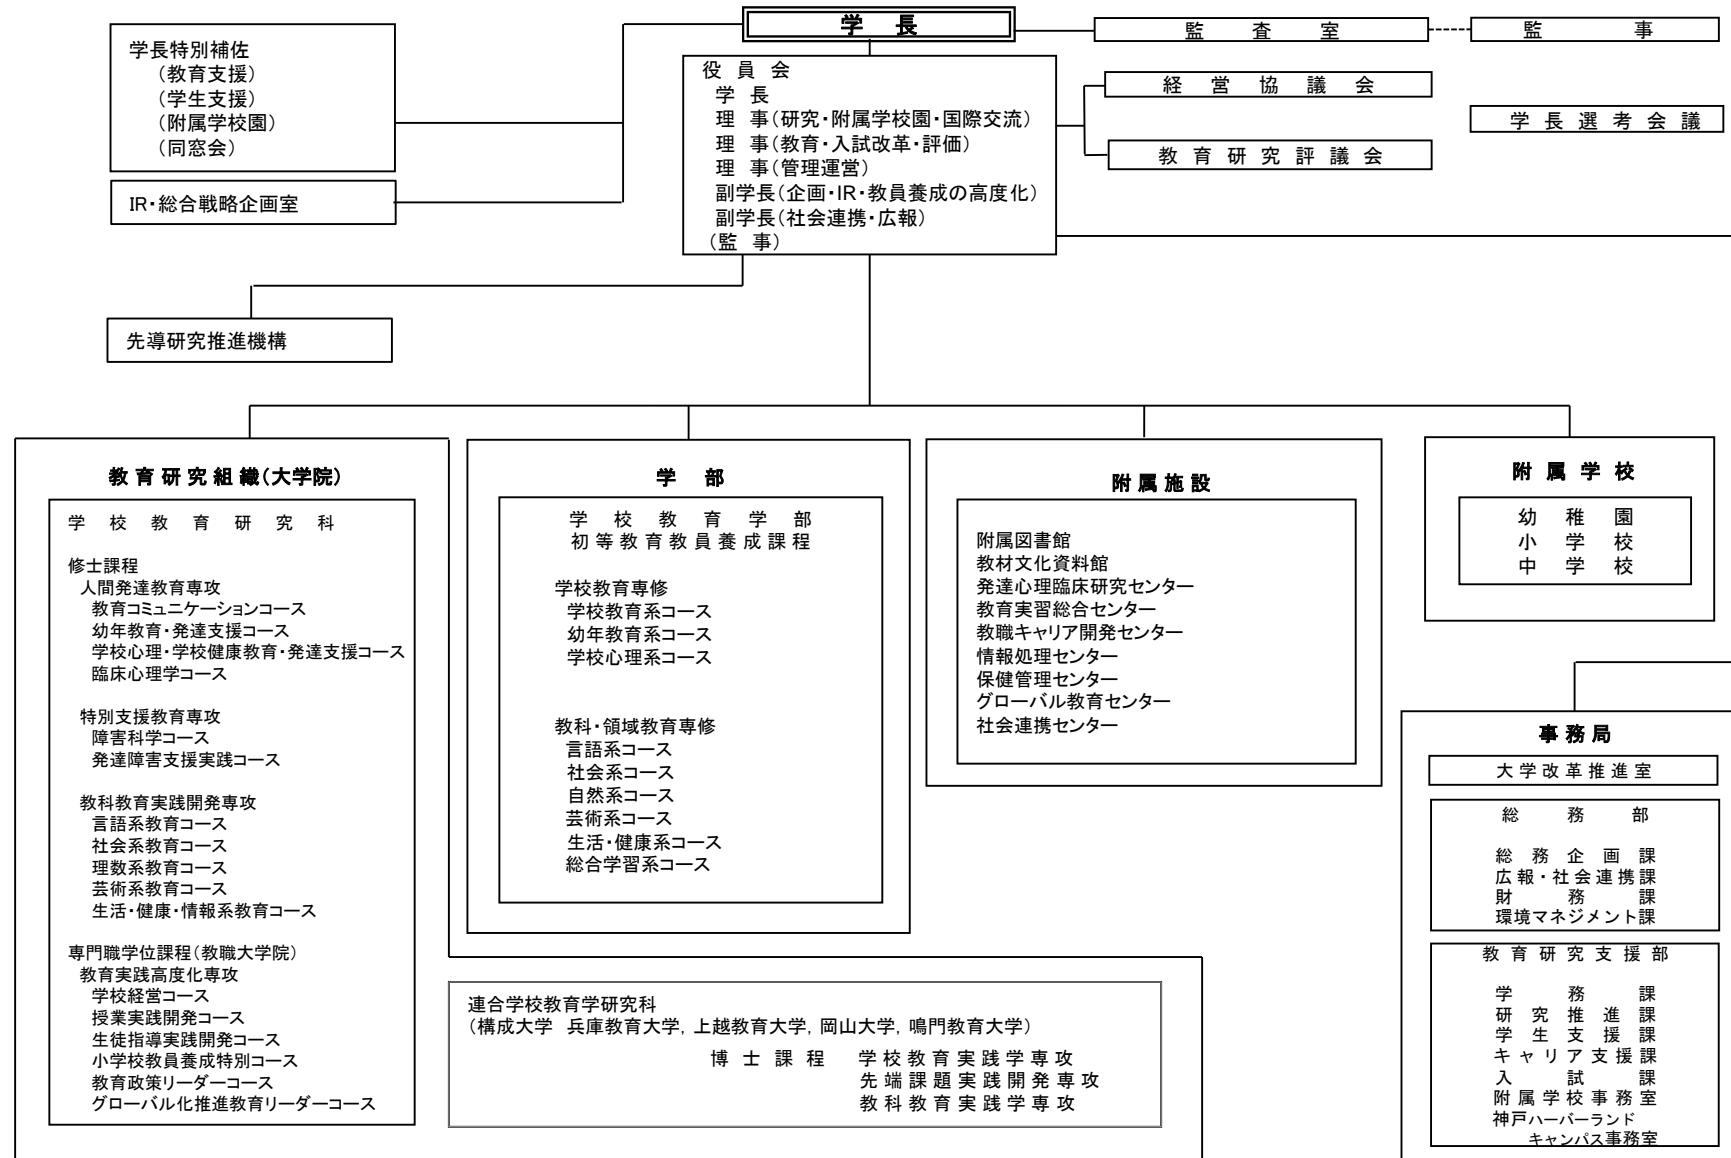 学長
監査室
監事
学長特別補佐
（教育支援）
（学生支援）
（附属学校園）
（同窓会）
IR・総合戦略企画室
役員会
学長
理事（研究・附属学校園・国際交流）
理事（教育・入試改革・評価）
理事（管理運営）
副学長（企画・IR・教員養成の高度化）
副学長（社会連携・広報）
（監事）
経営協議会
教育研究評議会
学長選考会議
先導研究推進機構
教育研究組織（大学院）
学校教育研究科
修士課程
人間発達教育専攻
教育コミュニケーションコース
幼年教育・発達支援コース
学校心理・学校健康教育・発達支援コース
臨床心理学コース
特別支援教育専攻
障害科学コース
発達障害支援実践コース
教科教育実践開発専攻
言語系教育コース
社会系教育コース
理数系教育コース
芸術系教育コース
生活・健康・情報系教育コース
専門職学位課程（教職大学院）
教育実践高度化専攻
学校経営コース
授業実践開発コース
生徒指導実践開発コース
小学校教員養成特別コース
教育政策リーダーコース
グローバル化推進教育リーダーコース
学部
学校教育学部
初等教育教員養成課程
学校教育専修
学校教育系コース
幼年教育系コース
学校心理系コース
教科・領域教育専修
言語系コース
社会系コース
自然系コース
芸術系コース
生活・健康系コース
総合学習系コース
連合学校教育学研究科
（構成大学　兵庫教育大学，上越教育大学，岡山大学，鳴門教育大学）
博士課程　学校教育実践学専攻
先端課題実践開発専攻
教科教育実践学専攻
附属施設
附属図書館
教材文化資料館
発達心理臨床研究センター
教育実習総合センター
教職キャリア開発センター
情報処理センター
保健管理センター
グローバル教育センター
社会連携センター
附属学校
幼稚園
小学校
中学校
事務局
大学改革推進室
総務部
総務企画課
広報・社会連携課
財務課
環境マネジメント課
教育研究支援部
学務課
研究推進課
学生支援課
キャリア支援課
入試課
附属学校事務室
神戸ハーバーランド
キャンパス事務室